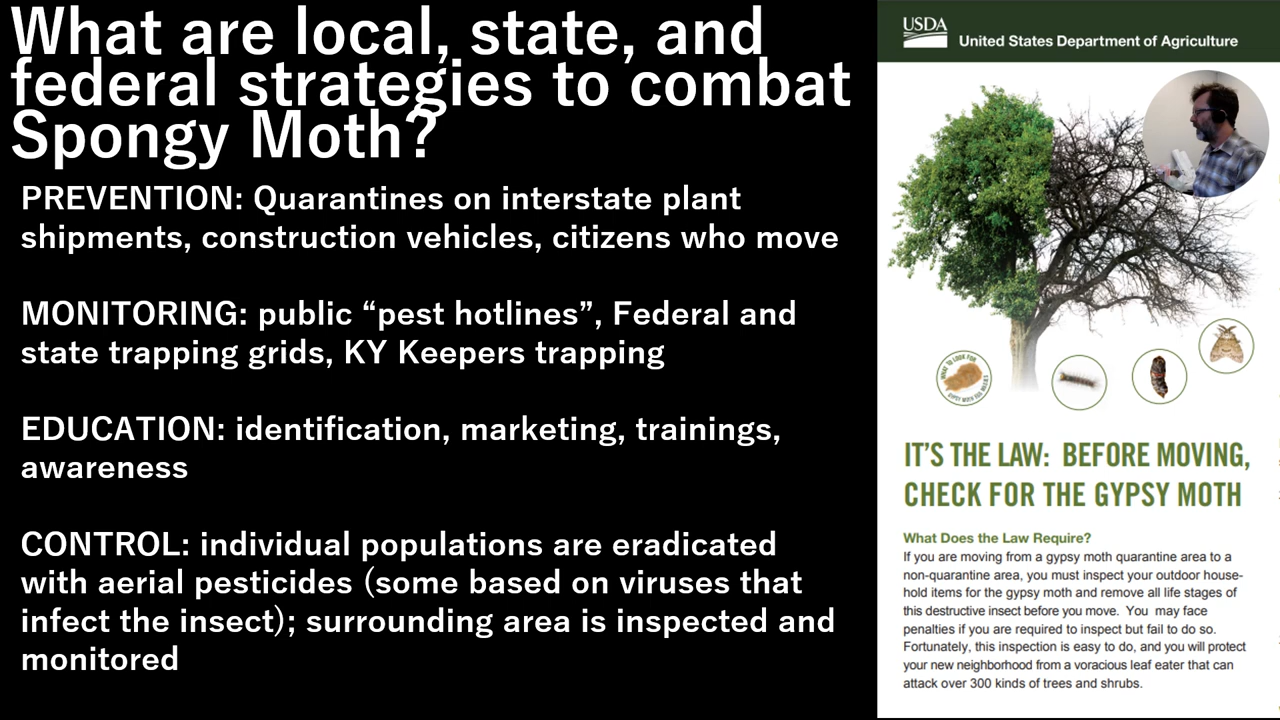 What are local, state, and
federal strategies to combat
Spongy Moth?
PREVENTION: Quarantines on interstate plant
shipments, construction vehicles, citizens who move
MONITORING: public “pest hotlines”, Federal and
state trapping grids, KY Keepers trapping
EDUCATION: identification, marketing, trainings,
awareness
CONTROL: individual populations are eradicated
with aerial pesticides (some based on viruses that
infect the insect); surrounding area is inspected and
monitored
USDA
United States Department of Agriculture
WHAT TO LOOK FOR
GYPSY MOTH EGG MASSES
IT’S THE LAW: BEFORE MOVING,
CHECK FOR THE GYPSY MOTH
What Does the Law Require?
If you are moving from a gypsy moth quarantine area to a
non-quarantine area, you must inspect your outdoor house-
hold items for the gypsy moth and remove all life stages of
this destructive insect before you move. You may face
penalties if you are required to inspect but fail to do so.
Fortunately, this inspection is easy to do, and you will protect
your new neighborhood from a voracious leaf eater that can
attack over 300 kinds of trees and shrubs.